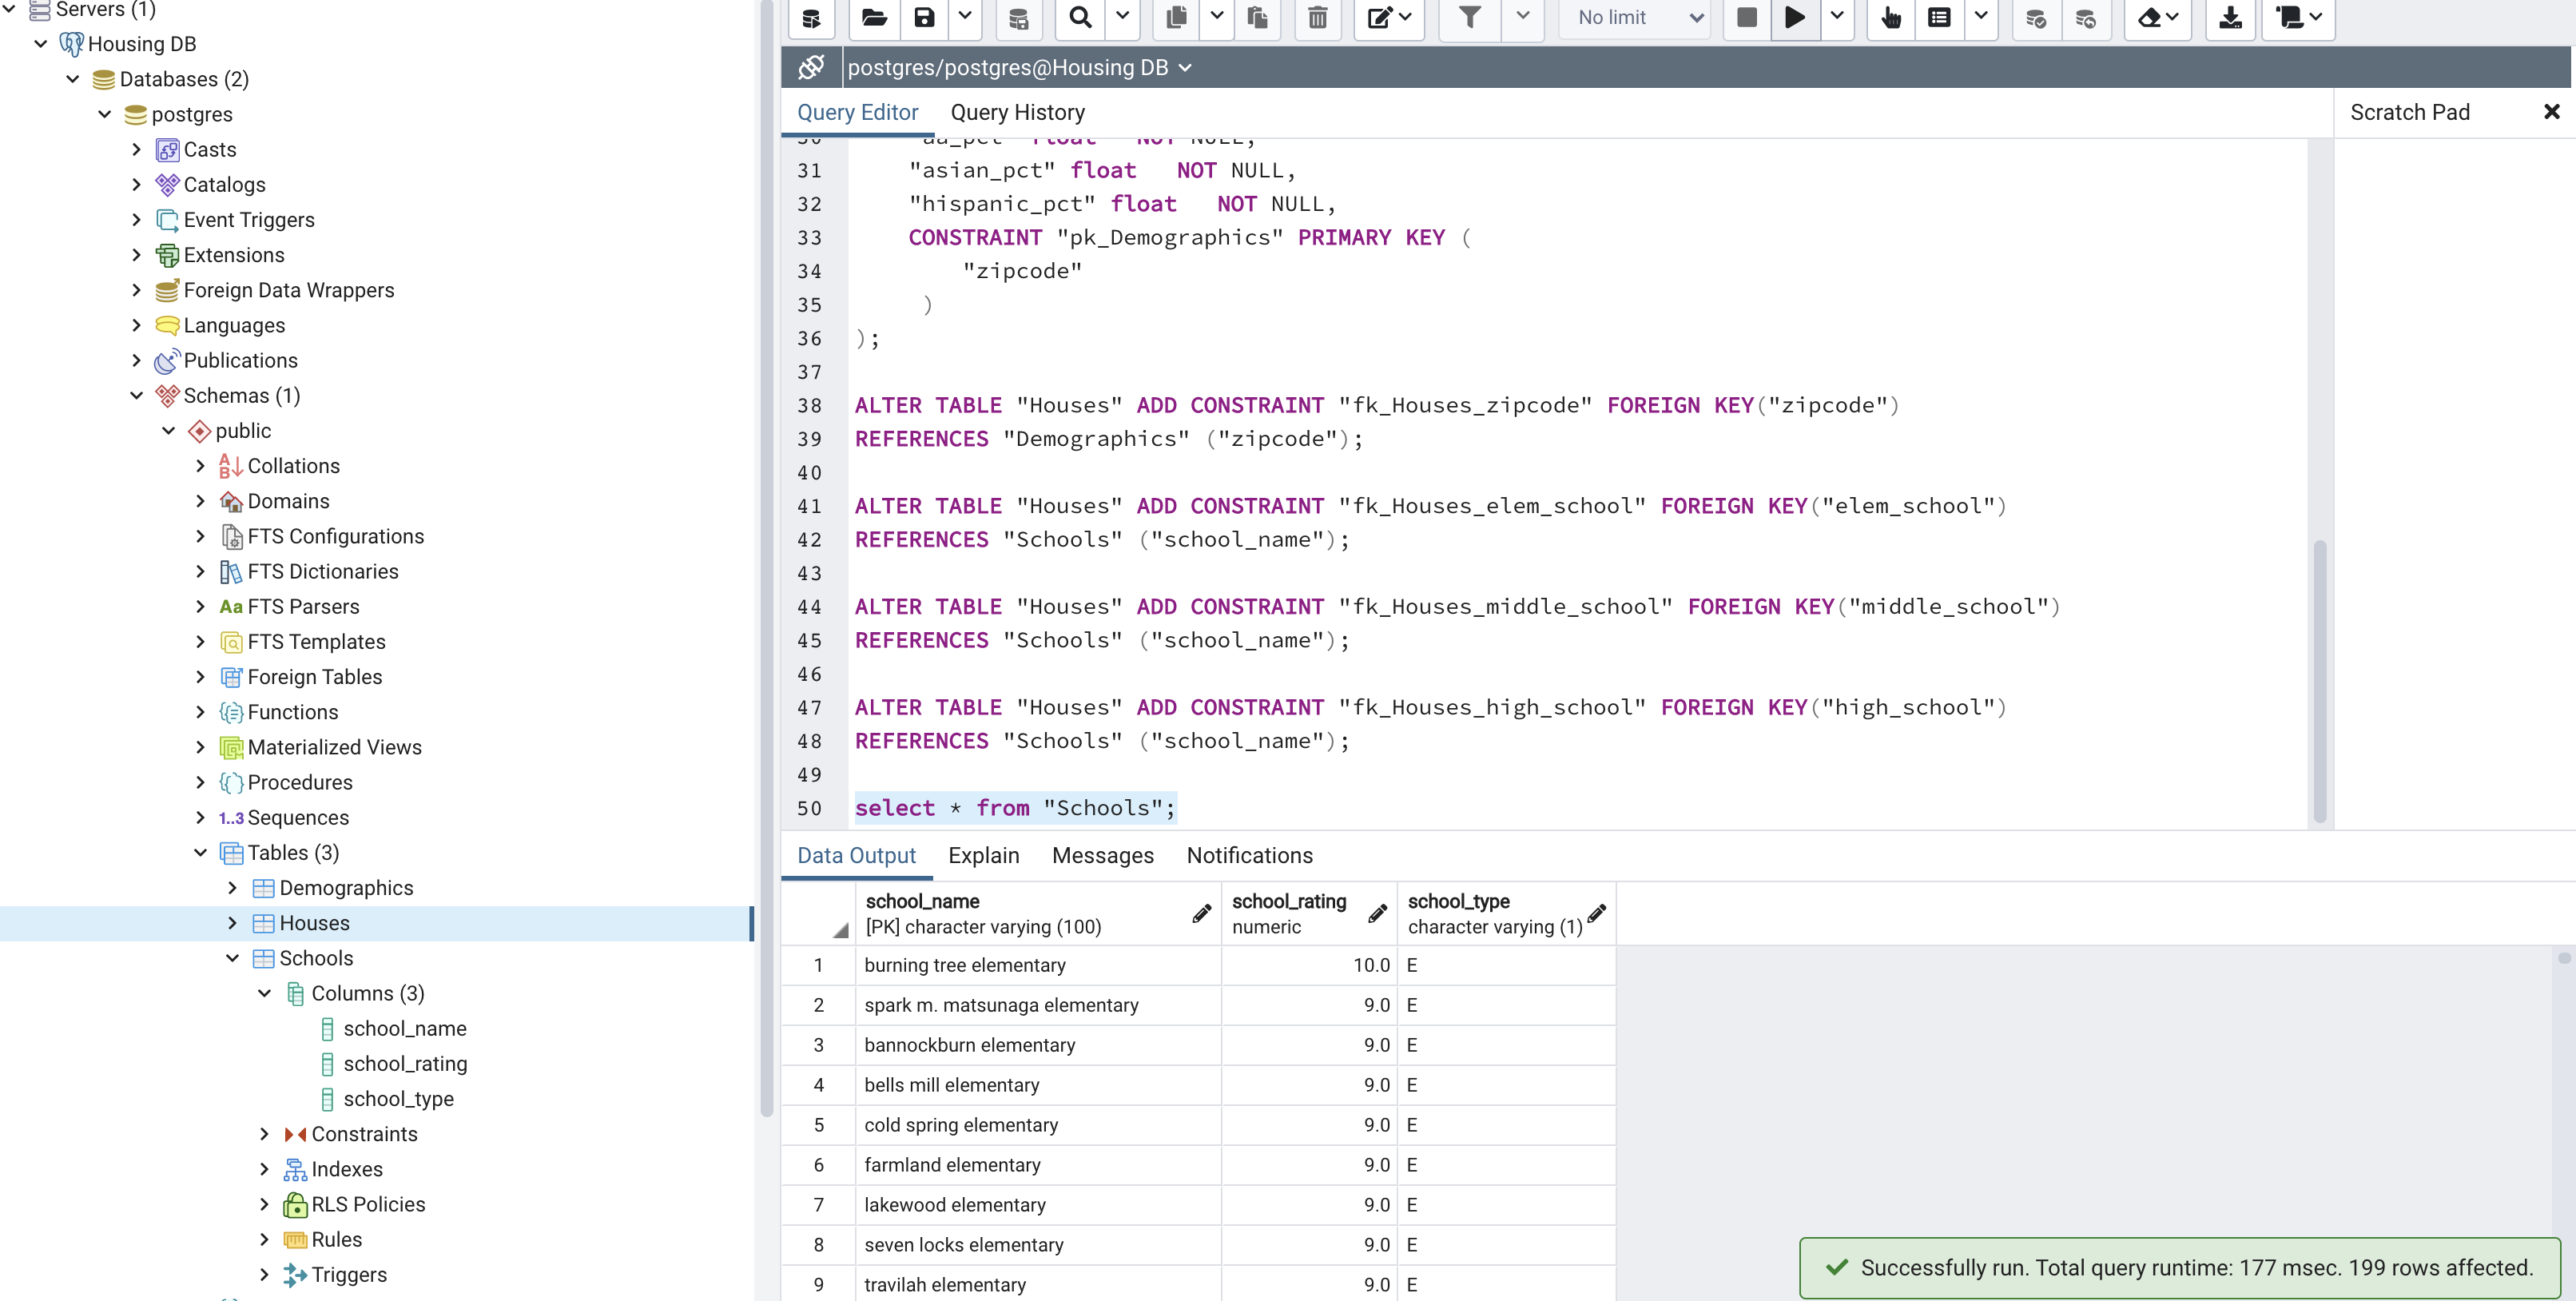 Servers (1)
Housing DB
Databases (2)
postgres
Casts
Catalogs
Event Triggers
Extensions
Foreign Data Wrappers
Languages
Publications
Schemas (1)
public
Collations
Domains
FTS Configurations
FTS Dictionaries
Aa FTS Parsers
FTS Templates
Foreign Tables
Functions
Materialized Views
Procedures
1..3 Sequences
Tables (3)
Demographics
Houses
Schools
Columns (3)
school_name
school_rating
school_type
Constraints
Indexes
RLS Policies
Rules
Triggers
No limit
postgres/postgres@Housing DB
Query Editor Query History
Scratch Pad
30 "aa_pct" float NOT NULL,
31 "asian_pct" float NOT NULL,
32 "hispanic_pct" float NOT NULL,
33 CONSTRAINT "pk_Demographics" PRIMARY KEY (
34 "zipcode"
35 )
36 );
37
38 ALTER TABLE "Houses" ADD CONSTRAINT "fk_Houses_zipcode" FOREIGN KEY("zipcode")
39 REFERENCES "Demographics" ("zipcode");
40
41 ALTER TABLE "Houses" ADD CONSTRAINT "fk_Houses_elem_school" FOREIGN KEY("elem_school")
42 REFERENCES "Schools" ("school_name");
43
44 ALTER TABLE "Houses" ADD CONSTRAINT "fk_Houses_middle_school" FOREIGN KEY("middle_school")
45 REFERENCES "Schools" ("school_name");
46
47 ALTER TABLE "Houses" ADD CONSTRAINT "fk_Houses_high_school" FOREIGN KEY("high_school")
48 REFERENCES "Schools" ("school_name");
49
50 select * from "Schools";
Data Output Explain Messages Notifications
school_name school_rating school_type
[PK] character varying (100) numeric character varying (1)
1 burning tree elementary 10.0 E
2 spark m. matsunaga elementary 9.0 E
3 bannockburn elementary 9.0 E
4 bells mill elementary 9.0 E
5 cold spring elementary 9.0 E
6 farmland elementary 9.0 E
7 lakewood elementary 9.0 E
8 seven locks elementary 9.0 E
9 travilah elementary 9.0 E
Successfully run. Total query runtime: 177 msec. 199 rows affected.